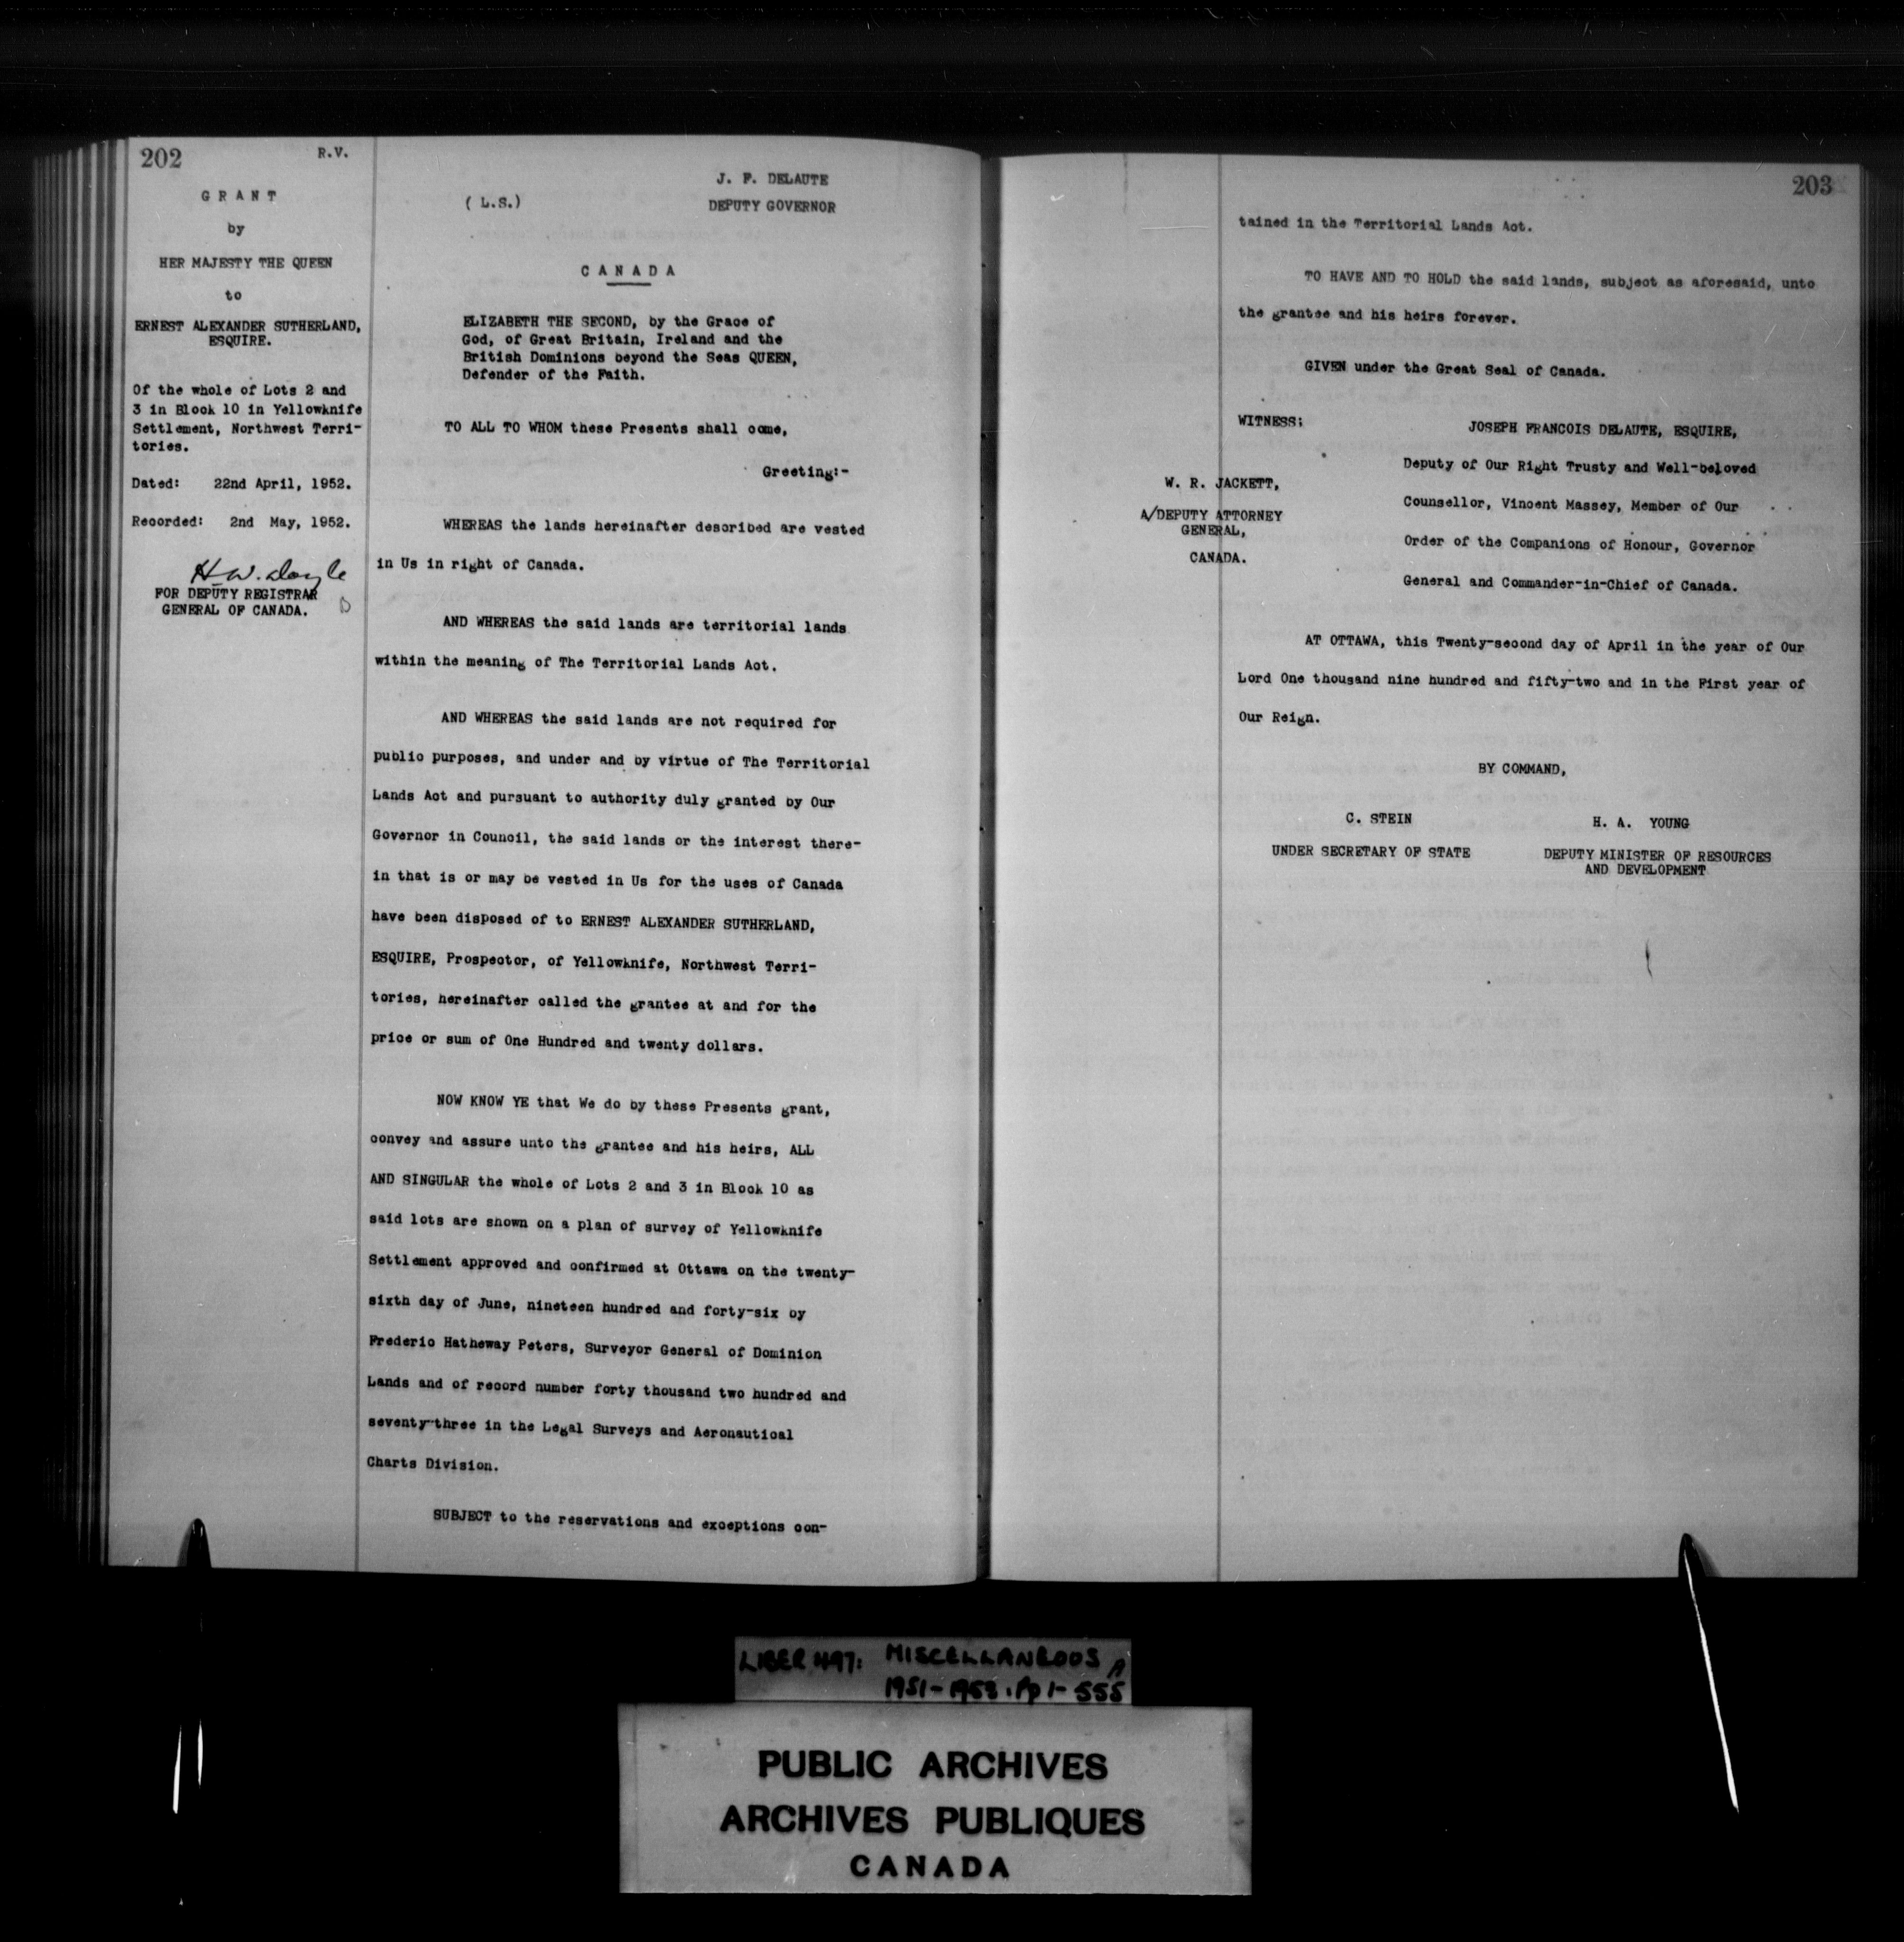 202
R.V.
G R A N T
by
HER MAJESTY THE QUEEN
to
ERNEST ALEXANDER SUTHERLAND,
ESQUIRE.
Of the whole of Lots 2 and
3 in Block 10 in Yellowknife
Settlement, Northwest Terri-
tories.
Dated: 22nd April, 1952.
Recorded: 2nd May, 1952.
H.W. Doyle
FOR DEPUTY REGISTRAR
GENERAL OF CANADA.
J. F. DELAUTE
( L.S.) DEPUTY GOVERNOR
C A N A D A
ELIZABETH THE SECOND, by the Grace of
God, of Great Britain, Ireland and the
British Dominions beyond the Seas QUEEN,
Defender of the Faith.
TO ALL TO WHOM these Presents shall come,
Greeting:-
WHEREAS the lands hereinafter described are vested
in Us in right of Canada.
AND WHEREAS the said lands are territorial lands
within the meaning of The Territorial Lands Act.
AND WHEREAS the said lands are not required for
public purposes, and under and by virtue of The Territorial
Lands Act and pursuant to authority duly granted by Our
Governor in Council, the said lands or the interest there-
in that is or may be vested in Us for the uses of Canada
have been disposed of to ERNEST ALEXANDER SUTHERLAND,
ESQUIRE, Prospector, of Yellowknife, Northwest Terri-
tories, hereinafter called the grantee at and for the
price or sum of One Hundred and twenty dollars.
NOW KNOW YE that We do by these Presents grant,
convey and assure unto the grantee and his heirs, ALL
AND SINGULAR the whole of Lots 2 and 3 in Block 10 as
said lots are shown on a plan of survey of Yellowknife
Settlement approved and confirmed at Ottawa on the twenty-
sixth day of June, nineteen hundred and forty-six by
Frederic Hatheway Peters, Surveyor General of Dominion
Lands and of record number forty thousand two hundred and
seventy-three in the Legal Surveys and Aeronautical
Charts Division.
SUBJECT to the reservations and exceptions con-
203
tained in the Territorial Lands Act.
TO HAVE AND TO HOLD the said lands, subject as aforesaid, unto
the grantee and his heirs forever.
GIVEN under the Great Seal of Canada.
WITNESS:
JOSEPH FRANCOIS DELAUTE, ESQUIRE,
Deputy of Our Right Trusty and Well-beloved
Counsellor, Vincent Massey, Member of Our
Order of the Companions of Honour, Governor
General and Commander-in-Chief of Canada.
W. R. JACKETT,
A/DEPUTY ATTORNEY
GENERAL,
CANADA.
AT OTTAWA, this Twenty-second day of April in the year of Our
Lord One thousand nine hundred and fifty-two and in the First year of
Our Reign.
BY COMMAND,
C. STEIN
UNDER SECRETARY OF STATE
H. A. YOUNG
DEPUTY MINISTER OF RESOURCES
AND DEVELOPMENT
LIBER 497: MISCELLANEOUS A
1951-1953. Pp 1-555
PUBLIC ARCHIVES
ARCHIVES PUBLIQUES
CANADA